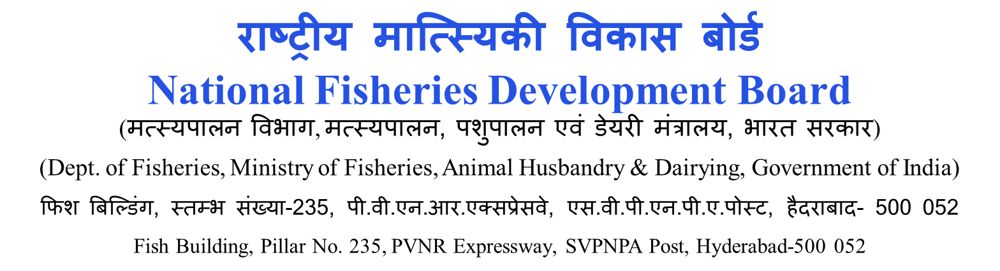 राष्ट्रीय मात्स्यिकी विकास बोर्ड
National Fisheries Development Board
(मत्स्यपालन विभाग, मत्स्यपालन, पशुपालन एवं डेयरी मंत्रालय, भारत सरकार)
(Dept. of Fisheries, Ministry of Fisheries, Animal Husbandry & Dairying, Government of India)
फिश बिल्डिंग, स्तम्भ संख्या-235, पी.वी.एन.आर.एक्सप्रेसवे, एस.वी.पी.एन.पी.ए.पोस्ट, हैदराबाद- 500 052
Fish Building, Pillar No. 235, PVNR Expressway, SVPNPA Post, Hyderabad-500 052